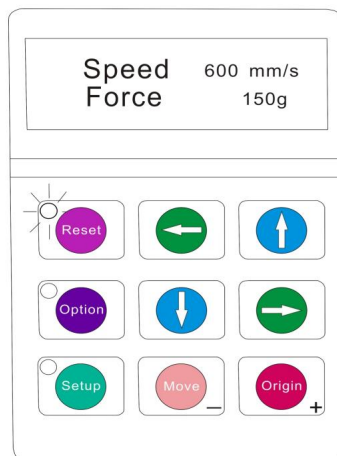 Speed 600 mm/s
Force 150g
Reset
Option
Setup Move − Origin +